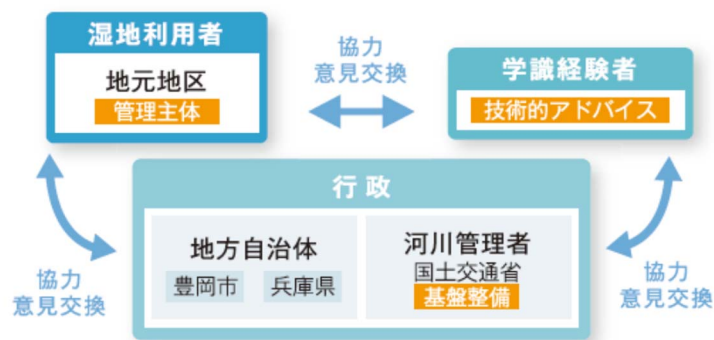 湿地利用者
地元地区
管理主体
協力
意見交換
学識経験者
技術的アドバイス
行政
地方自治体
豊岡市 兵庫県
河川管理者
国土交通省
基盤整備
協力
意見交換
協力
意見交換